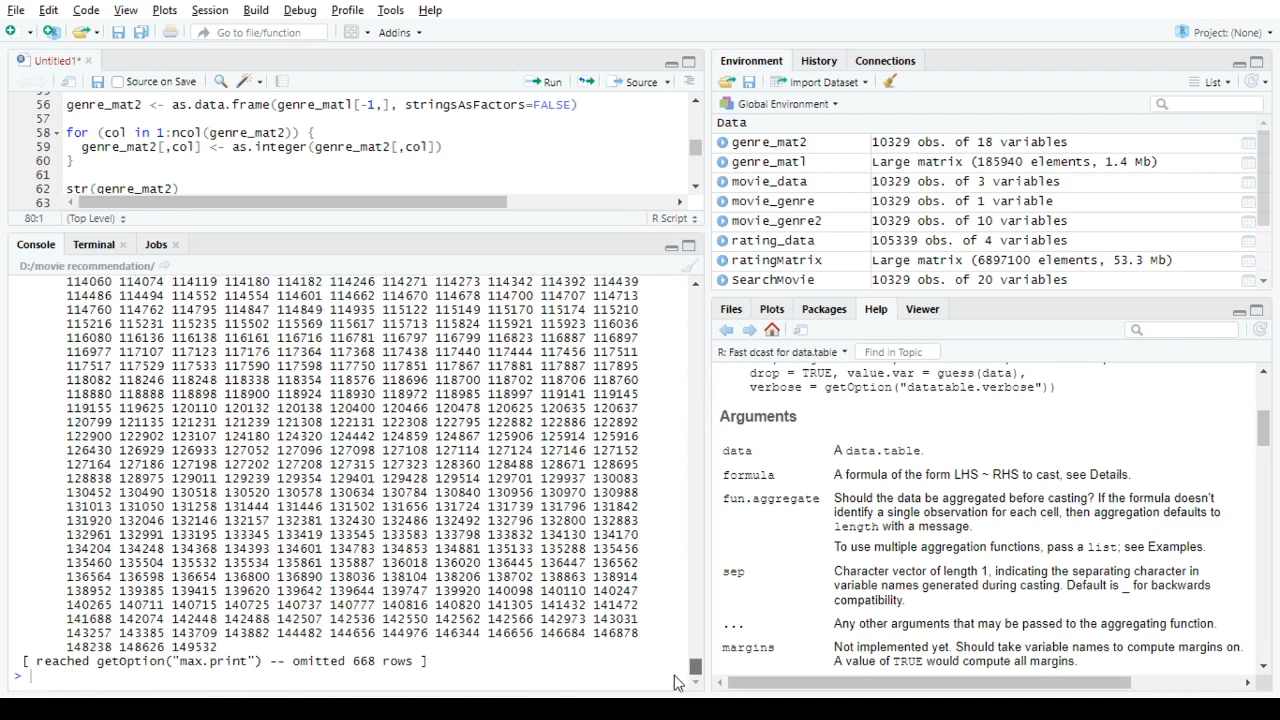 File Edit Code View Plots Session Build Debug Profile Tools Help
Go to file/function Addins Project: (None)
Untitled1*
Source on Save Run Source
56 genre_mat2 <- as.data.frame(genre_mat1[-1,], stringsAsFactors=FALSE)
57
58 for (col in 1:ncol(genre_mat2)) {
59 genre_mat2[,col] <- as.integer(genre_mat2[,col])
60 }
61
62 str(genre_mat2)
63
80:1 (Top Level) R Script
Console Terminal Jobs
D:/movie recommendation/
114060 114074 114119 114180 114182 114246 114271 114273 114342 114392 114439
114486 114494 114552 114554 114601 114662 114670 114678 114700 114707 114713
114760 114762 114795 114847 114849 114935 115122 115149 115170 115174 115210
115216 115231 115235 115502 115569 115617 115713 115824 115921 115923 116036
116080 116136 116138 116161 116716 116781 116797 116799 116823 116887 116897
116977 117107 117123 117176 117364 117368 117438 117440 117444 117456 117511
117517 117529 117533 117590 117598 117750 117851 117867 117881 117887 117895
118082 118246 118248 118338 118354 118576 118696 118700 118702 118706 118760
118880 118888 118898 118900 118924 118930 118972 118985 118997 119141 119145
119155 119625 120110 120132 120138 120400 120466 120478 120625 120635 120637
120799 121135 121231 121239 121308 122131 122308 122795 122882 122886 122892
122900 122902 123107 124180 124320 124442 124859 124867 125906 125914 125916
126430 126929 126933 127052 127096 127098 127108 127114 127124 127146 127152
127164 127186 127198 127202 127208 127315 127323 128360 128488 128671 128695
128838 128975 129011 129239 129354 129401 129428 129514 129701 129937 130083
130452 130490 130518 130520 130578 130634 130784 130840 130956 130970 130988
131013 131050 131258 131444 131446 131502 131656 131724 131739 131796 131842
131920 132046 132146 132157 132381 132430 132486 132492 132796 132800 132883
132961 132991 133195 133345 133419 133545 133583 133798 133832 134130 134170
134204 134248 134368 134393 134601 134783 134853 134881 135133 135288 135456
135460 135504 135532 135534 135861 135887 136018 136020 136445 136447 136562
136564 136598 136654 136800 136890 138036 138104 138206 138702 138863 138914
138952 139385 139415 139620 139642 139644 139747 139920 140098 140110 140247
140265 140711 140715 140725 140737 140777 140816 140820 141305 141432 141472
141688 142074 142448 142488 142507 142536 142550 142562 142566 142973 143031
143257 143385 143709 143882 144482 144656 144976 146344 146656 146684 146878
148238 148626 149532
[ reached getOption("max.print") -- omitted 668 rows ]
>
Environment History Connections
Import Dataset List
Global Environment
Data
genre_mat2 10329 obs. of 18 variables
genre_mat1 Large matrix (185940 elements, 1.4 Mb)
movie_data 10329 obs. of 3 variables
movie_genre 10329 obs. of 1 variable
movie_genre2 10329 obs. of 10 variables
rating_data 105339 obs. of 4 variables
ratingMatrix Large matrix (6897100 elements, 53.3 Mb)
SearchMovie 10329 obs. of 20 variables
Files Plots Packages Help Viewer
R: Fast dcast for data.table Find in Topic
drop = TRUE, value.var = guess(data),
verbose = getOption("datatable.verbose"))
Arguments
data A data.table.
formula A formula of the form LHS ~ RHS to cast, see Details.
fun.aggregate Should the data be aggregated before casting? If the formula doesn't
identify a single observation for each cell, then aggregation defaults to
length with a message.
To use multiple aggregation functions, pass a list; see Examples.
sep Character vector of length 1, indicating the separating character in
variable names generated during casting. Default is _ for backwards
compatibility.
... Any other arguments that may be passed to the aggregating function.
margins Not implemented yet. Should take variable names to compute margins on.
A value of TRUE would compute all margins.